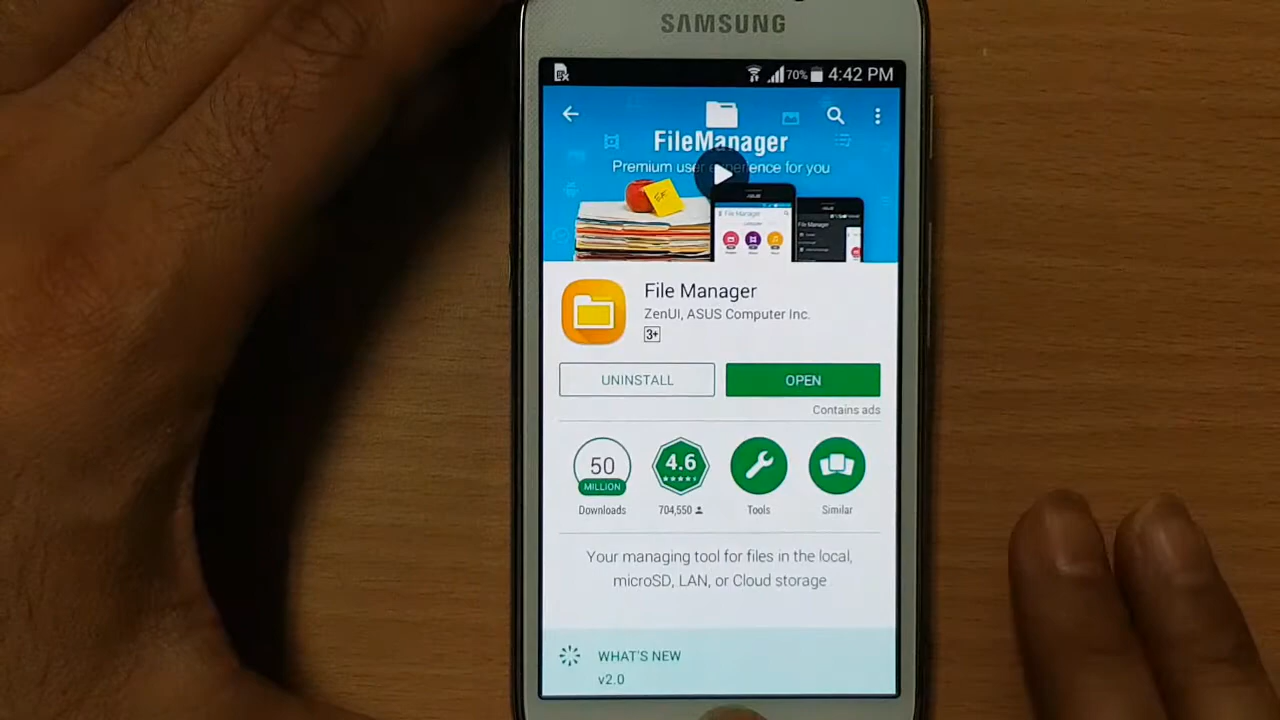 SAMSUNG
70% 4:42 PM
FileManager
Premium user experience for you
File Manager
File Manager
ZenUI, ASUS Computer Inc.
3+
UNINSTALL
OPEN
Contains ads
50
MILLION
4.6
Downloads
704,550
Tools
Similar
Your managing tool for files in the local,
microSD, LAN, or Cloud storage
WHAT'S NEW
v2.0